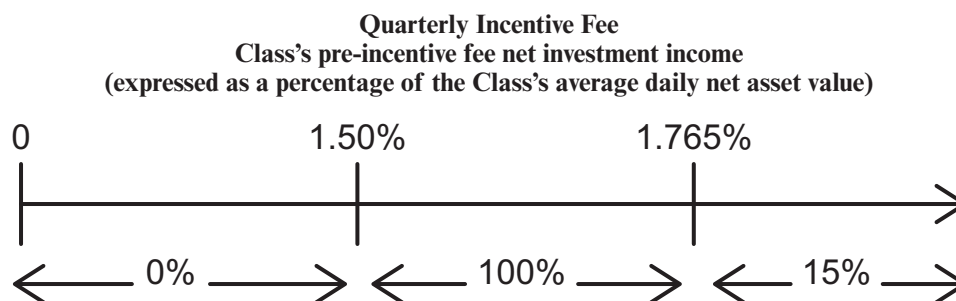 Quarterly Incentive Fee
Class’s pre-incentive fee net investment income
(expressed as a percentage of the Class’s average daily net asset value)
0 1.50% 1.765%
0% 100% 15%